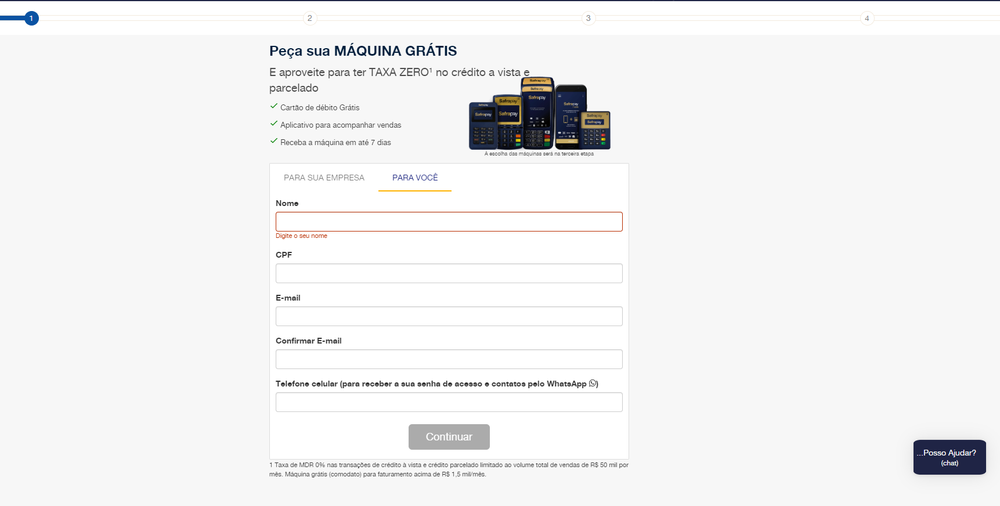 1
2
3
4
Peça sua MÁQUINA GRÁTIS
E aproveite para ter TAXA ZERO¹ no crédito a vista e
parcelado
Cartão de débito Grátis
Aplicativo para acompanhar vendas
Receba a máquina em até 7 dias
Safrapay
Safrapay
Safrapay
Safrapay
Safrapay
Safrapay
Safrapay
Safrapay
Safrapay
Safrapay
A escolha das máquinas será na terceira etapa
PARA SUA EMPRESA
PARA VOCÊ
Nome
Digite o seu nome
CPF
E-mail
Confirmar E-mail
Telefone celular (para receber a sua senha de acesso e contatos pelo WhatsApp )
Continuar
1 Taxa de MDR 0% nas transações de crédito à vista e crédito parcelado limitado ao volume total de vendas de R$ 50 mil por
mês. Máquina grátis (comodato) para faturamento acima de R$ 1,5 mil/mês.
...Posso Ajudar?
(chat)